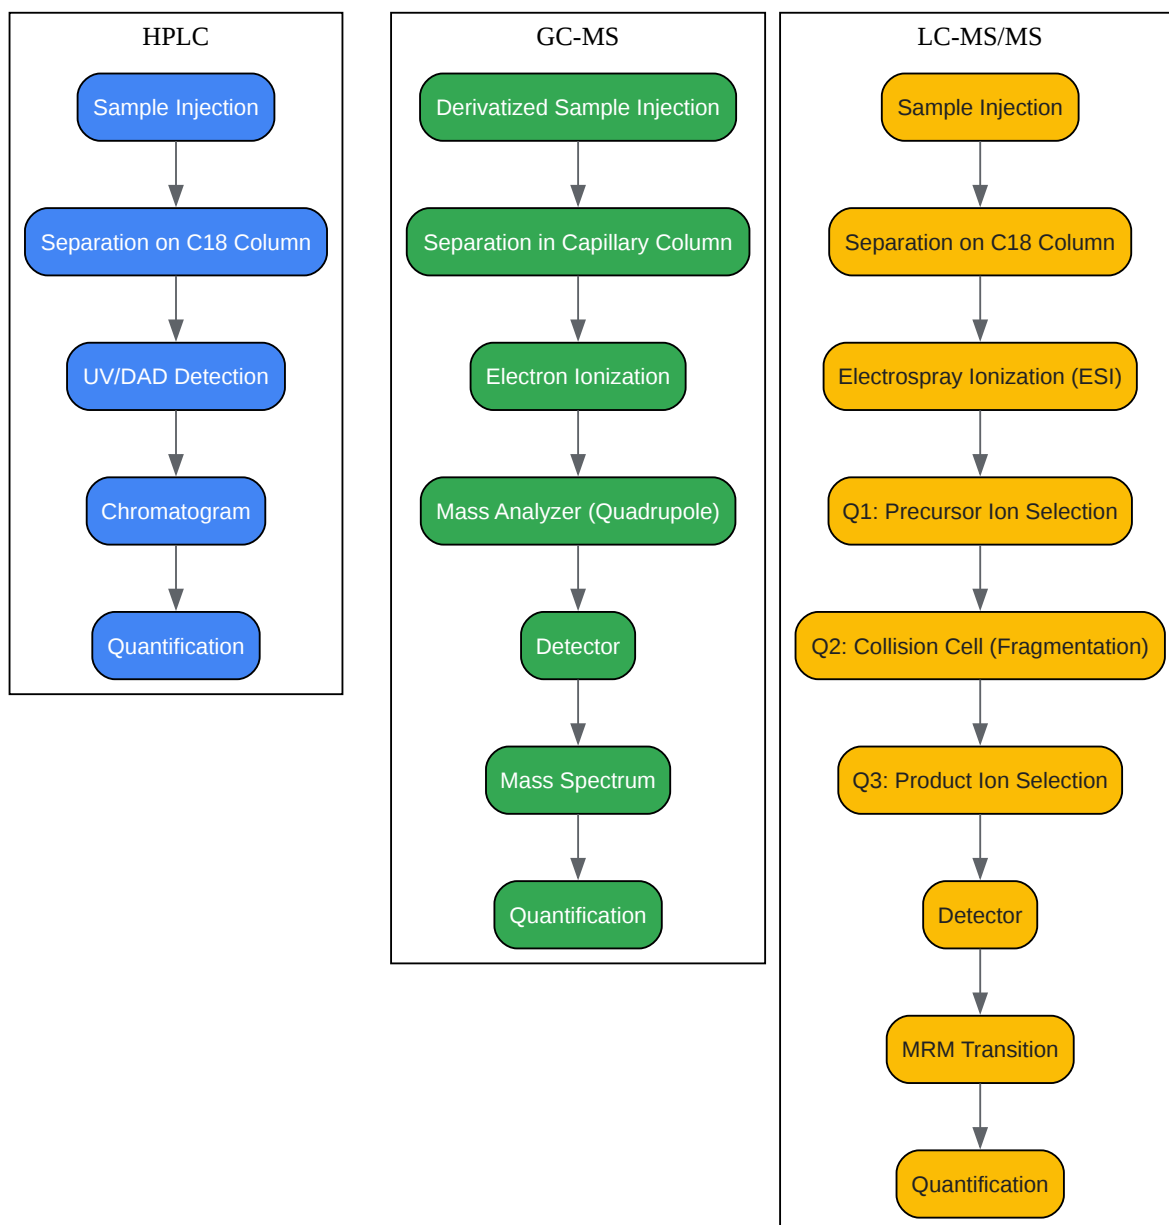 HPLC
Sample Injection
Separation on C18 Column
UV/DAD Detection
Chromatogram
Quantification
GC-MS
Derivatized Sample Injection
Separation in Capillary Column
Electron Ionization
Mass Analyzer (Quadrupole)
Detector
Mass Spectrum
Quantification
LC-MS/MS
Sample Injection
Separation on C18 Column
Electrospray Ionization (ESI)
Q1: Precursor Ion Selection
Q2: Collision Cell (Fragmentation)
Q3: Product Ion Selection
Detector
MRM Transition
Quantification